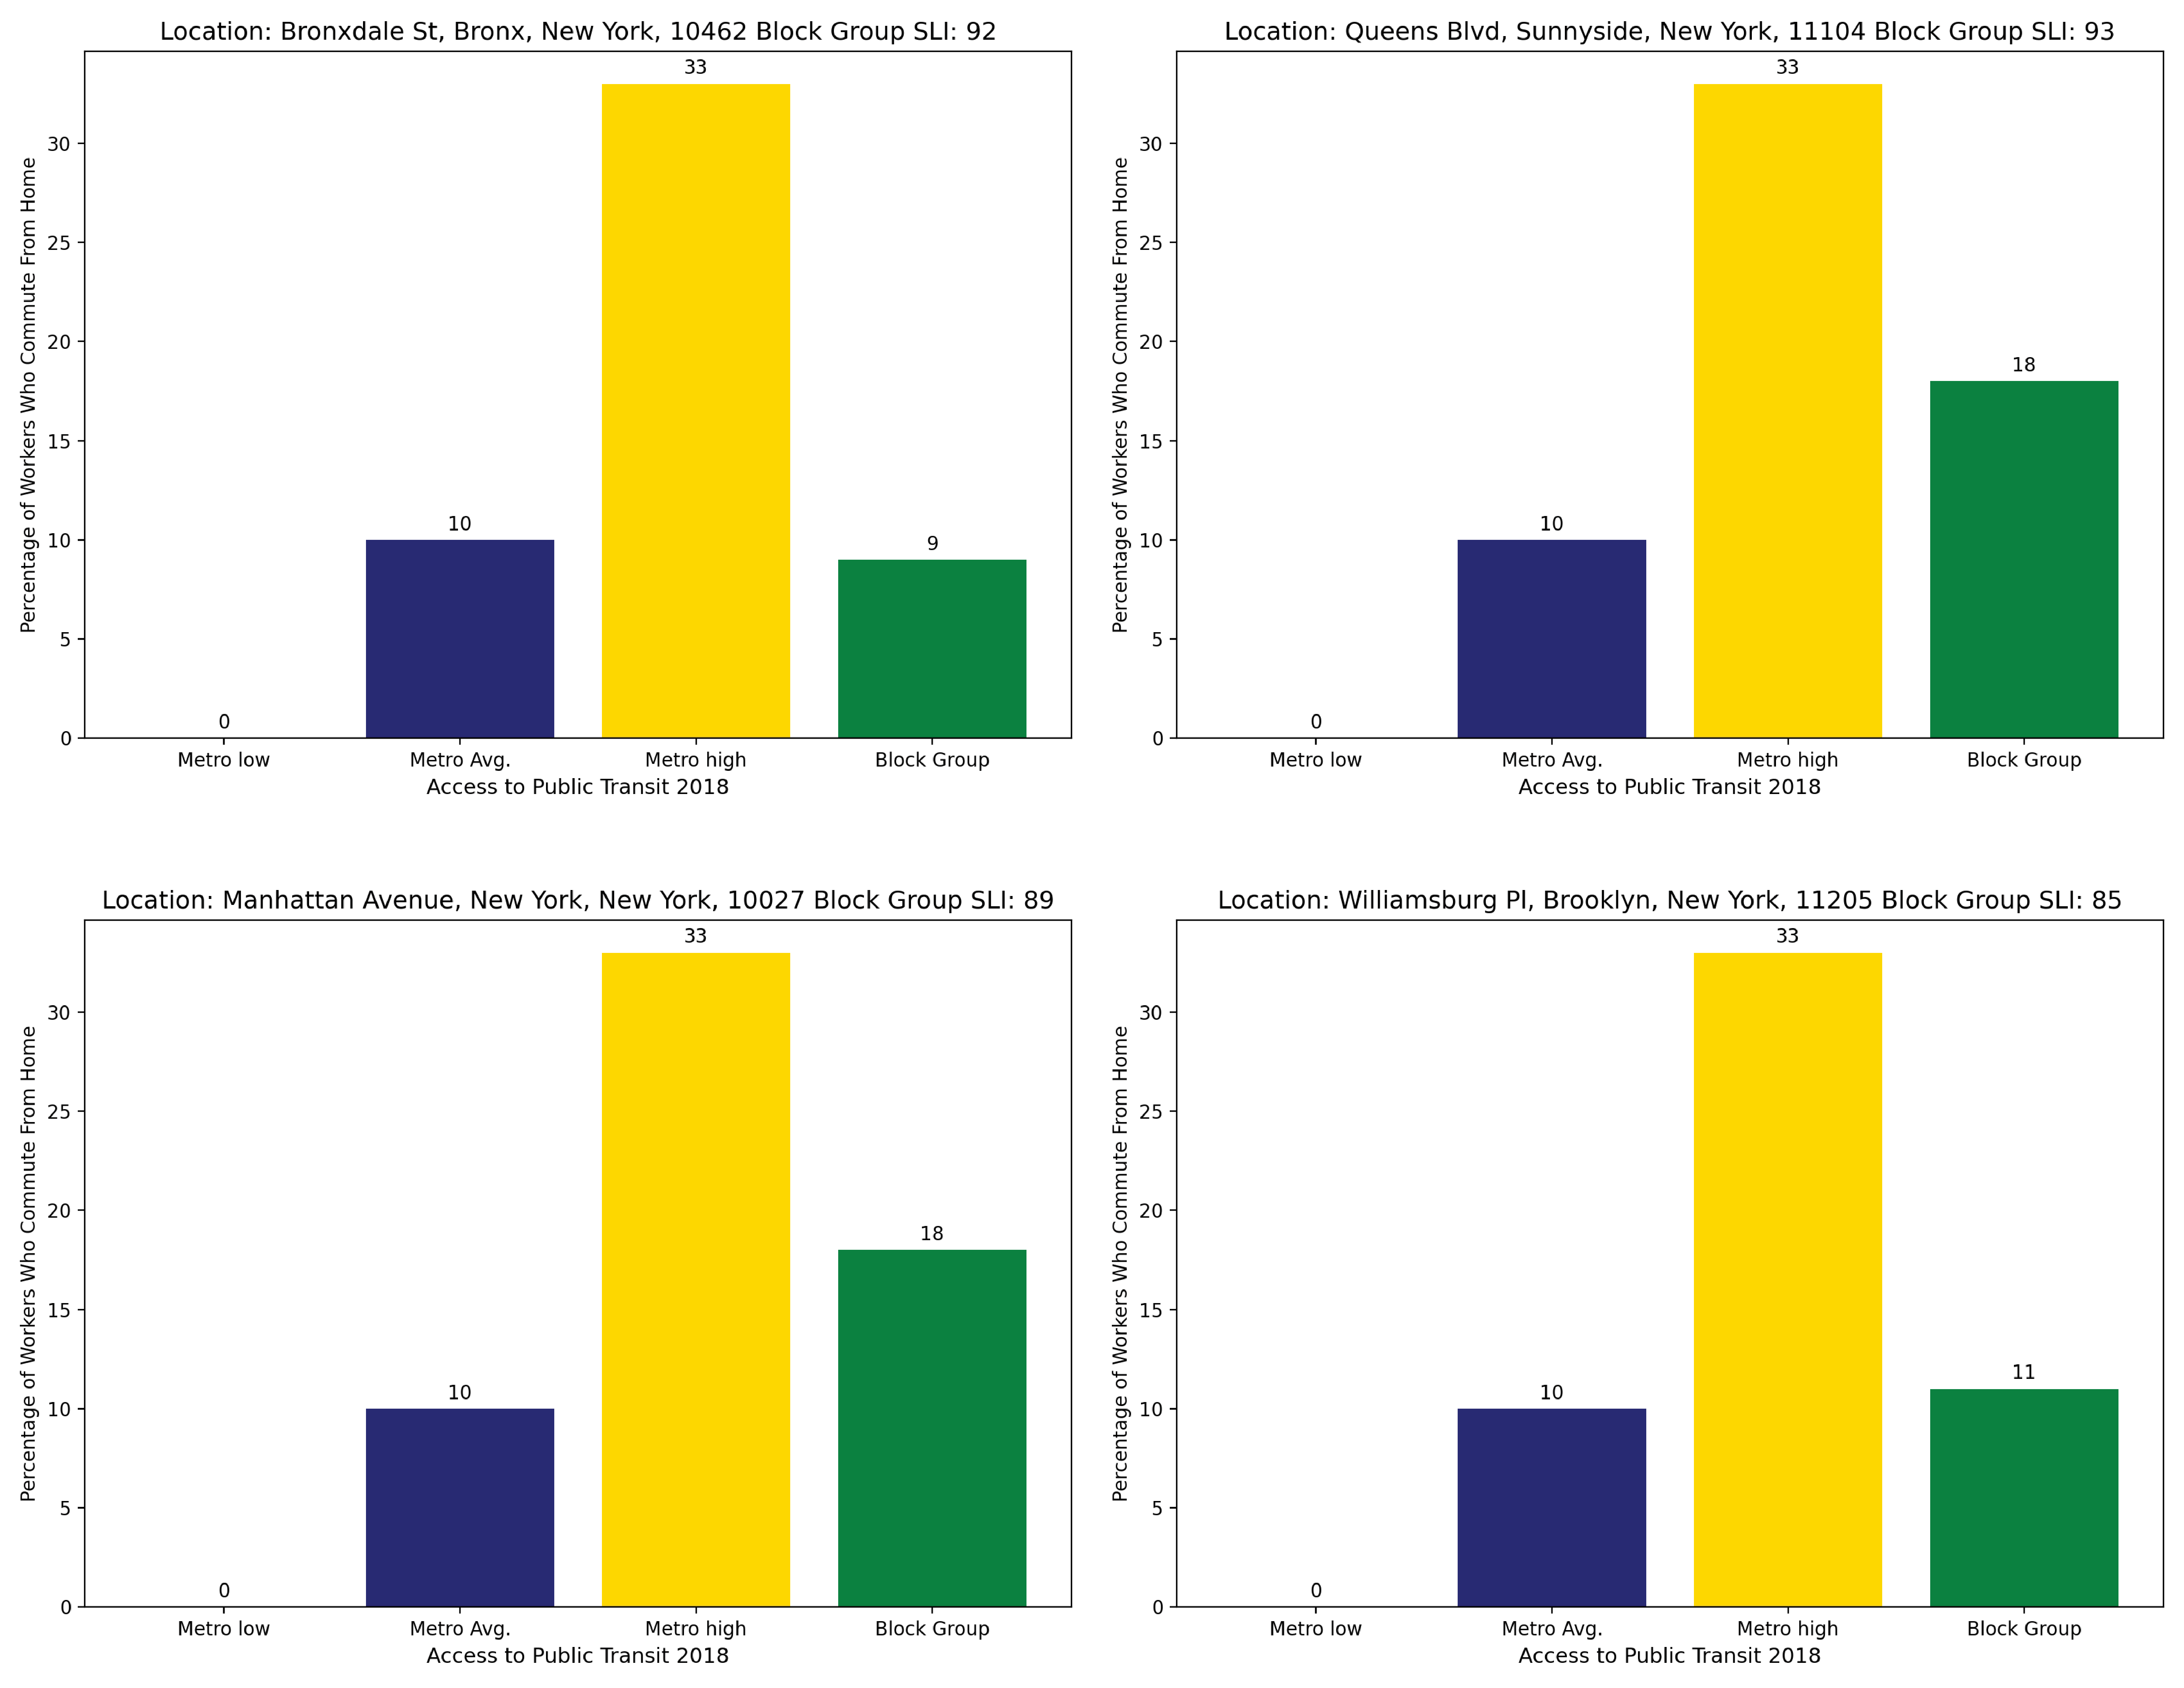 Location: Bronxdale St, Bronx, New York, 10462 Block Group SLI: 92
Percentage of Workers Who Commute From Home
30
25
20
15
10
5
0
0
10
33
9
Metro low
Metro Avg.
Metro high
Block Group
Access to Public Transit 2018
Location: Queens Blvd, Sunnyside, New York, 11104 Block Group SLI: 93
Percentage of Workers Who Commute From Home
30
25
20
15
10
5
0
0
10
33
18
Metro low
Metro Avg.
Metro high
Block Group
Access to Public Transit 2018
Location: Manhattan Avenue, New York, New York, 10027 Block Group SLI: 89
Percentage of Workers Who Commute From Home
30
25
20
15
10
5
0
0
10
33
18
Metro low
Metro Avg.
Metro high
Block Group
Access to Public Transit 2018
Location: Williamsburg Pl, Brooklyn, New York, 11205 Block Group SLI: 85
Percentage of Workers Who Commute From Home
30
25
20
15
10
5
0
0
10
33
11
Metro low
Metro Avg.
Metro high
Block Group
Access to Public Transit 2018